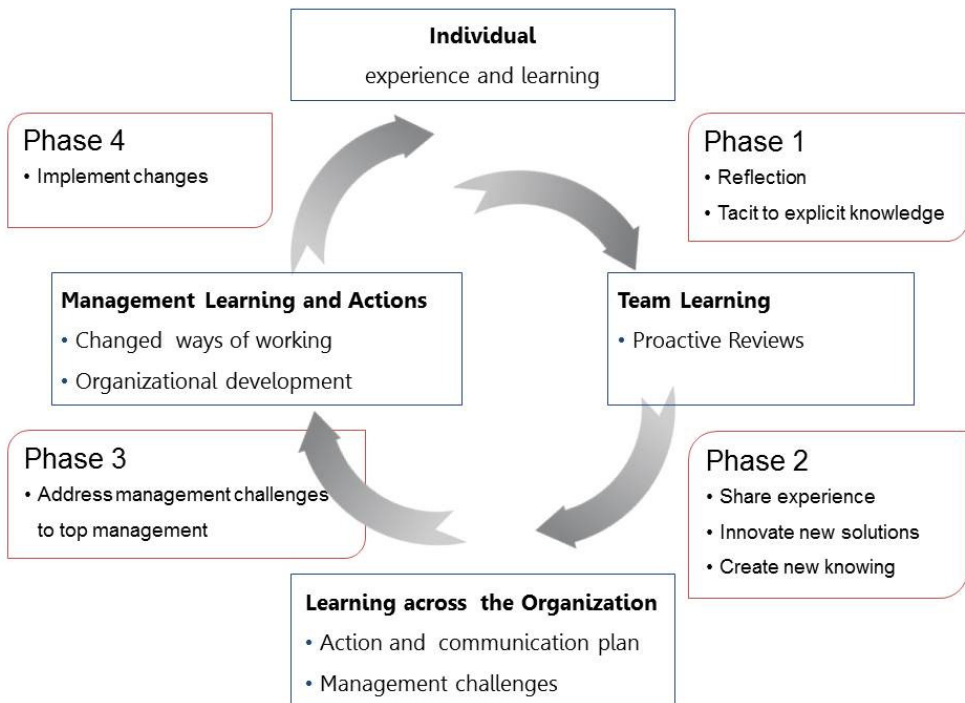 Individual
experience and learning
Phase 4
• Implement changes
Phase 1
• Reflection
• Tacit to explicit knowledge
Management Learning and Actions
• Changed ways of working
• Organizational development
Team Learning
• Proactive Reviews
Phase 3
• Address management challenges
to top management
Phase 2
• Share experience
• Innovate new solutions
• Create new knowing
Learning across the Organization
• Action and communication plan
• Management challenges